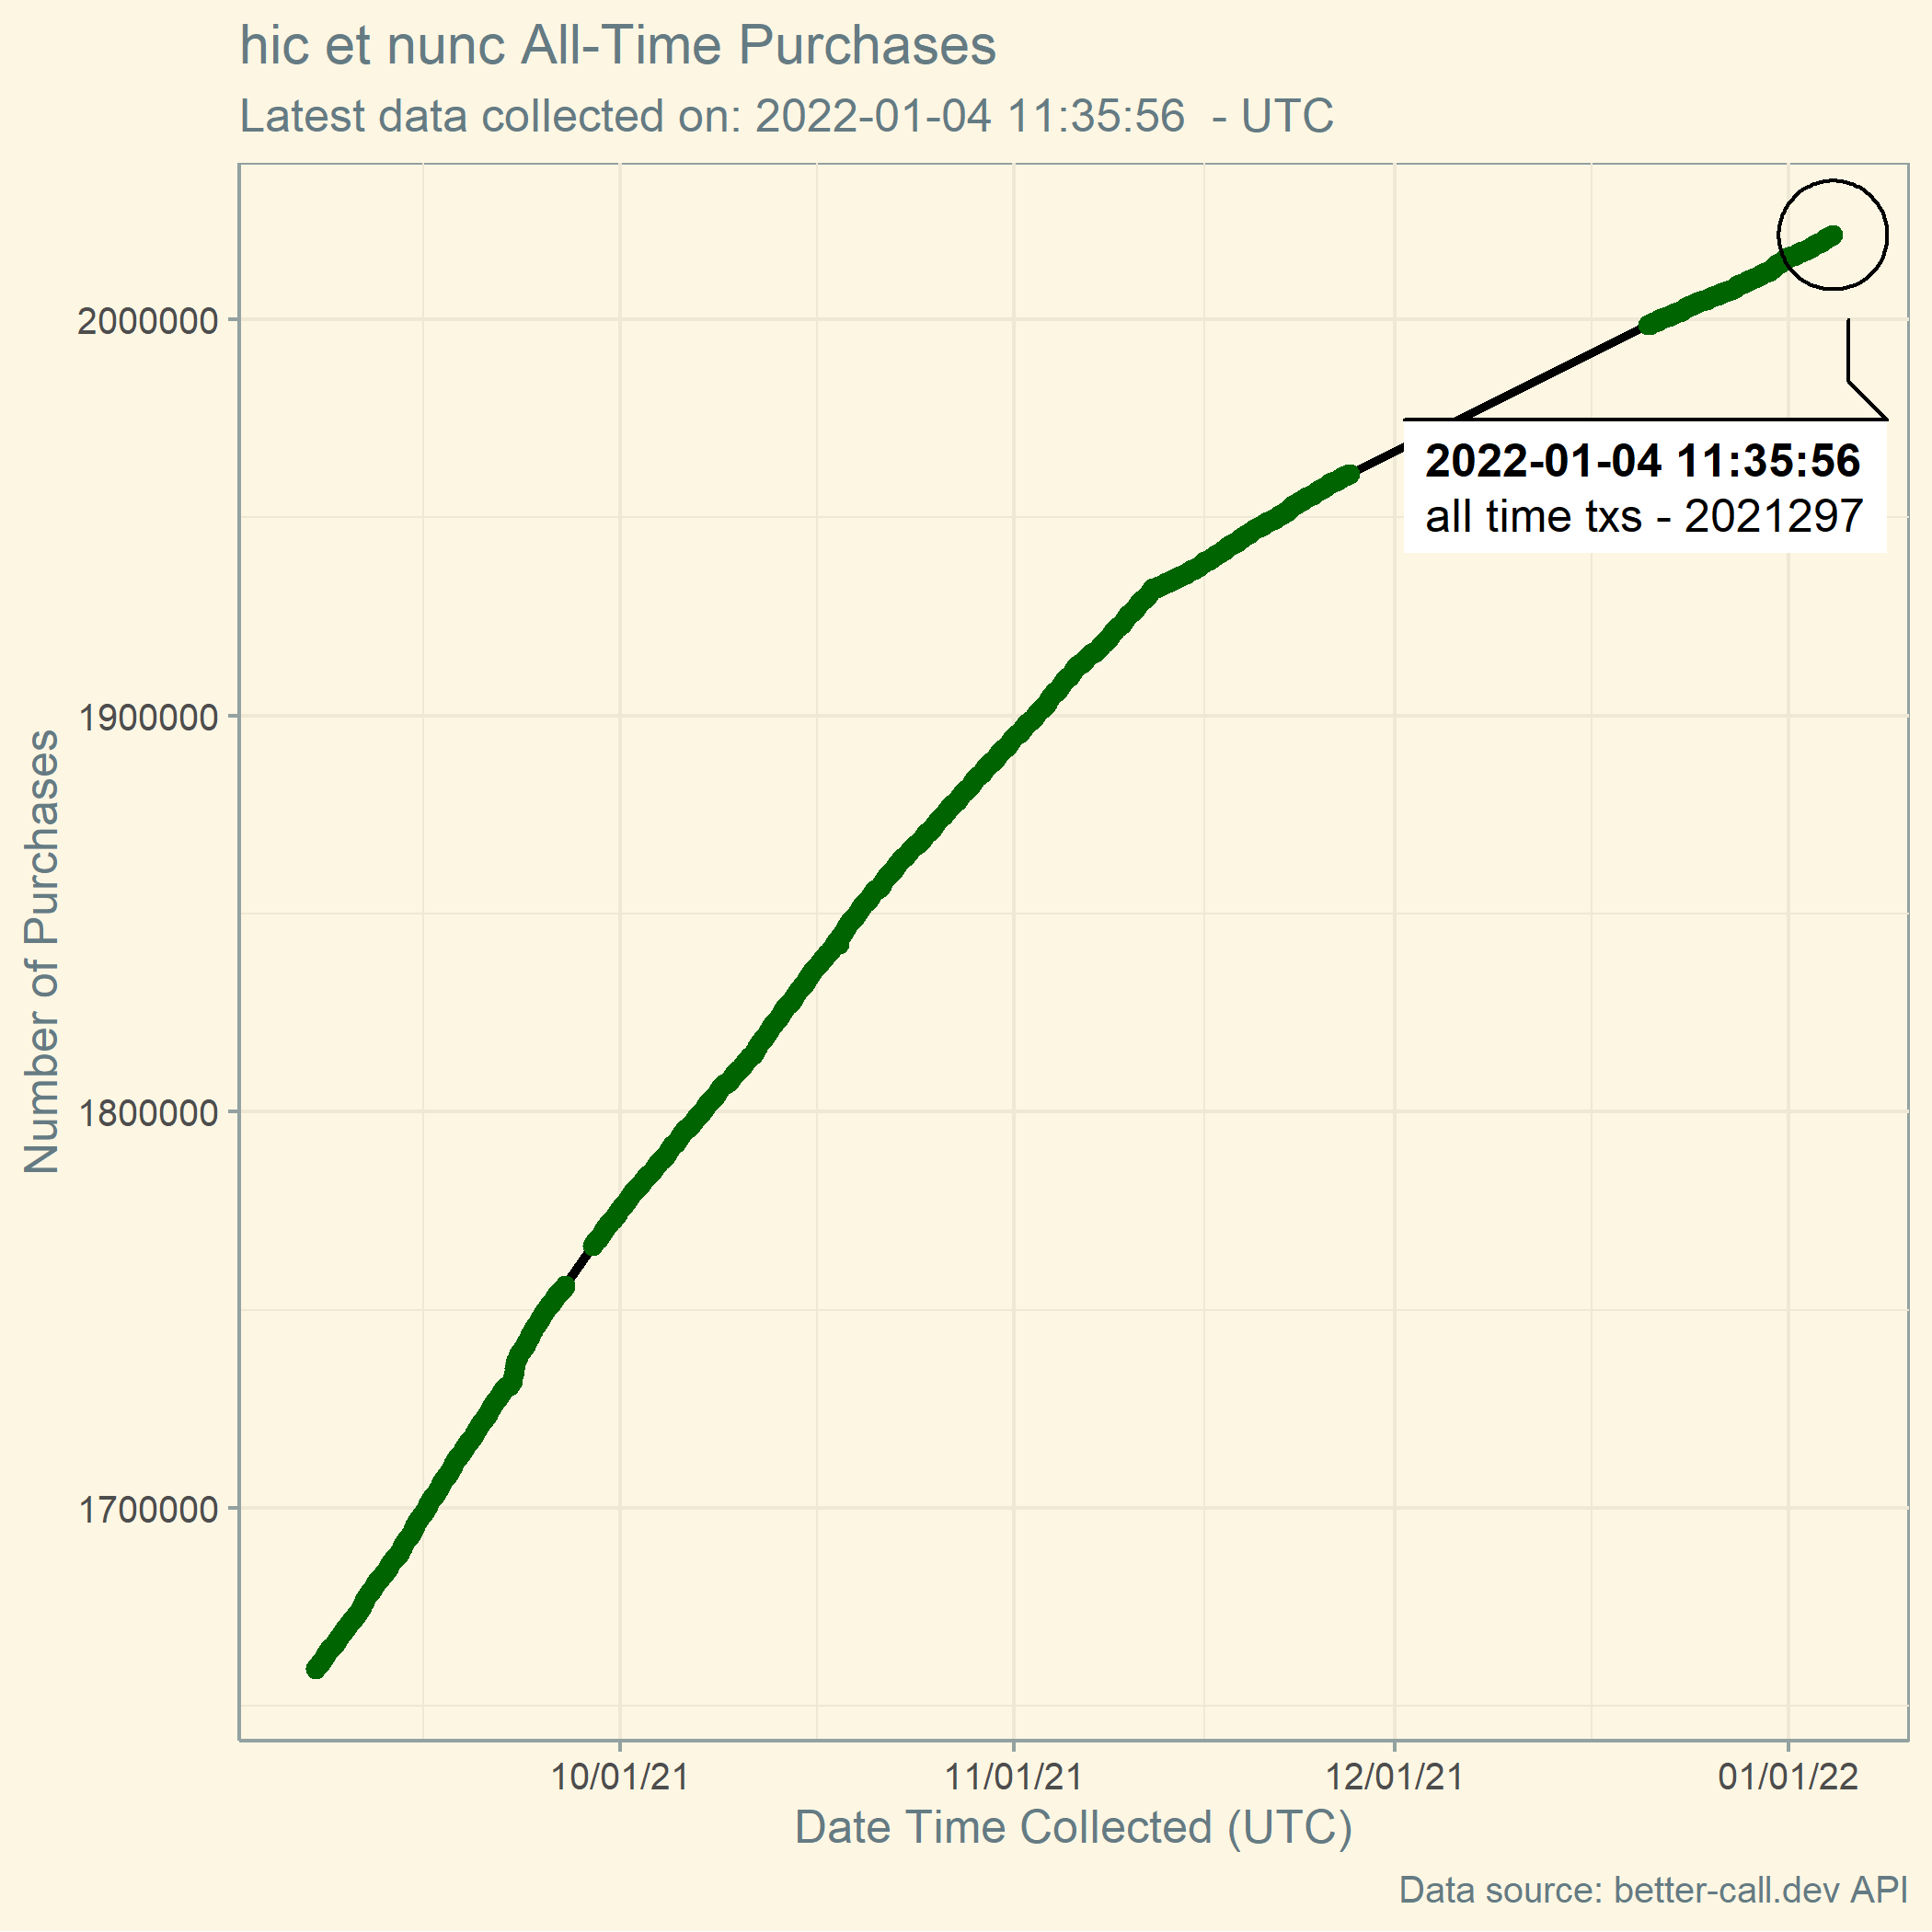 hic et nunc All-Time Purchases
Latest data collected on: 2022-01-04 11:35:56  - UTC
Number of Purchases
2000000
1900000
1800000
1700000
2022-01-04 11:35:56
all time txs - 2021297
10/01/21
11/01/21
12/01/21
01/01/22
Date Time Collected (UTC)
Data source: better-call.dev API